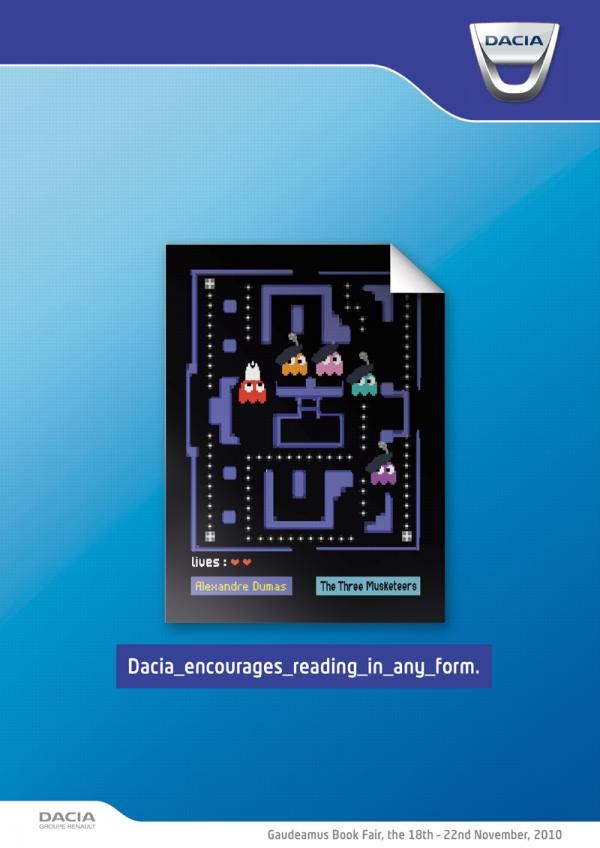 DACIA
lives :
Alexandre Dumas
The Three Musketeers
Dacia_encourages_reading_in_any_form.
DACIA
GROUPE RENAULT
Gaudeamus Book Fair, the 18th - 22nd November, 2010